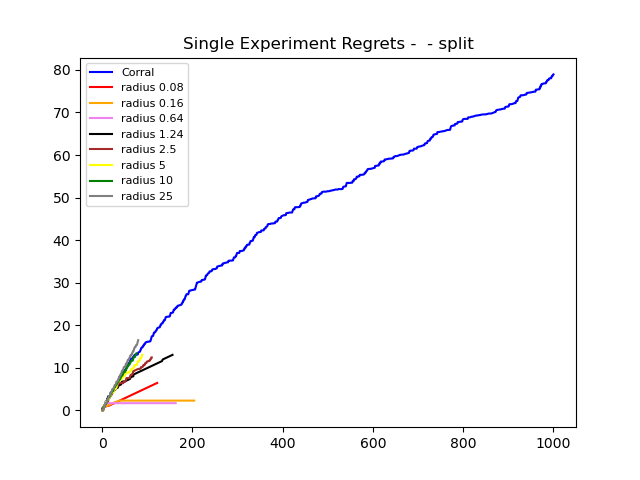 Single Experiment Regrets -  - split
80
70
60
50
40
30
20
10
0
Corral
radius 0.08
radius 0.16
radius 0.64
radius 1.24
radius 2.5
radius 5
radius 10
radius 25
0 200 400 600 800 1000